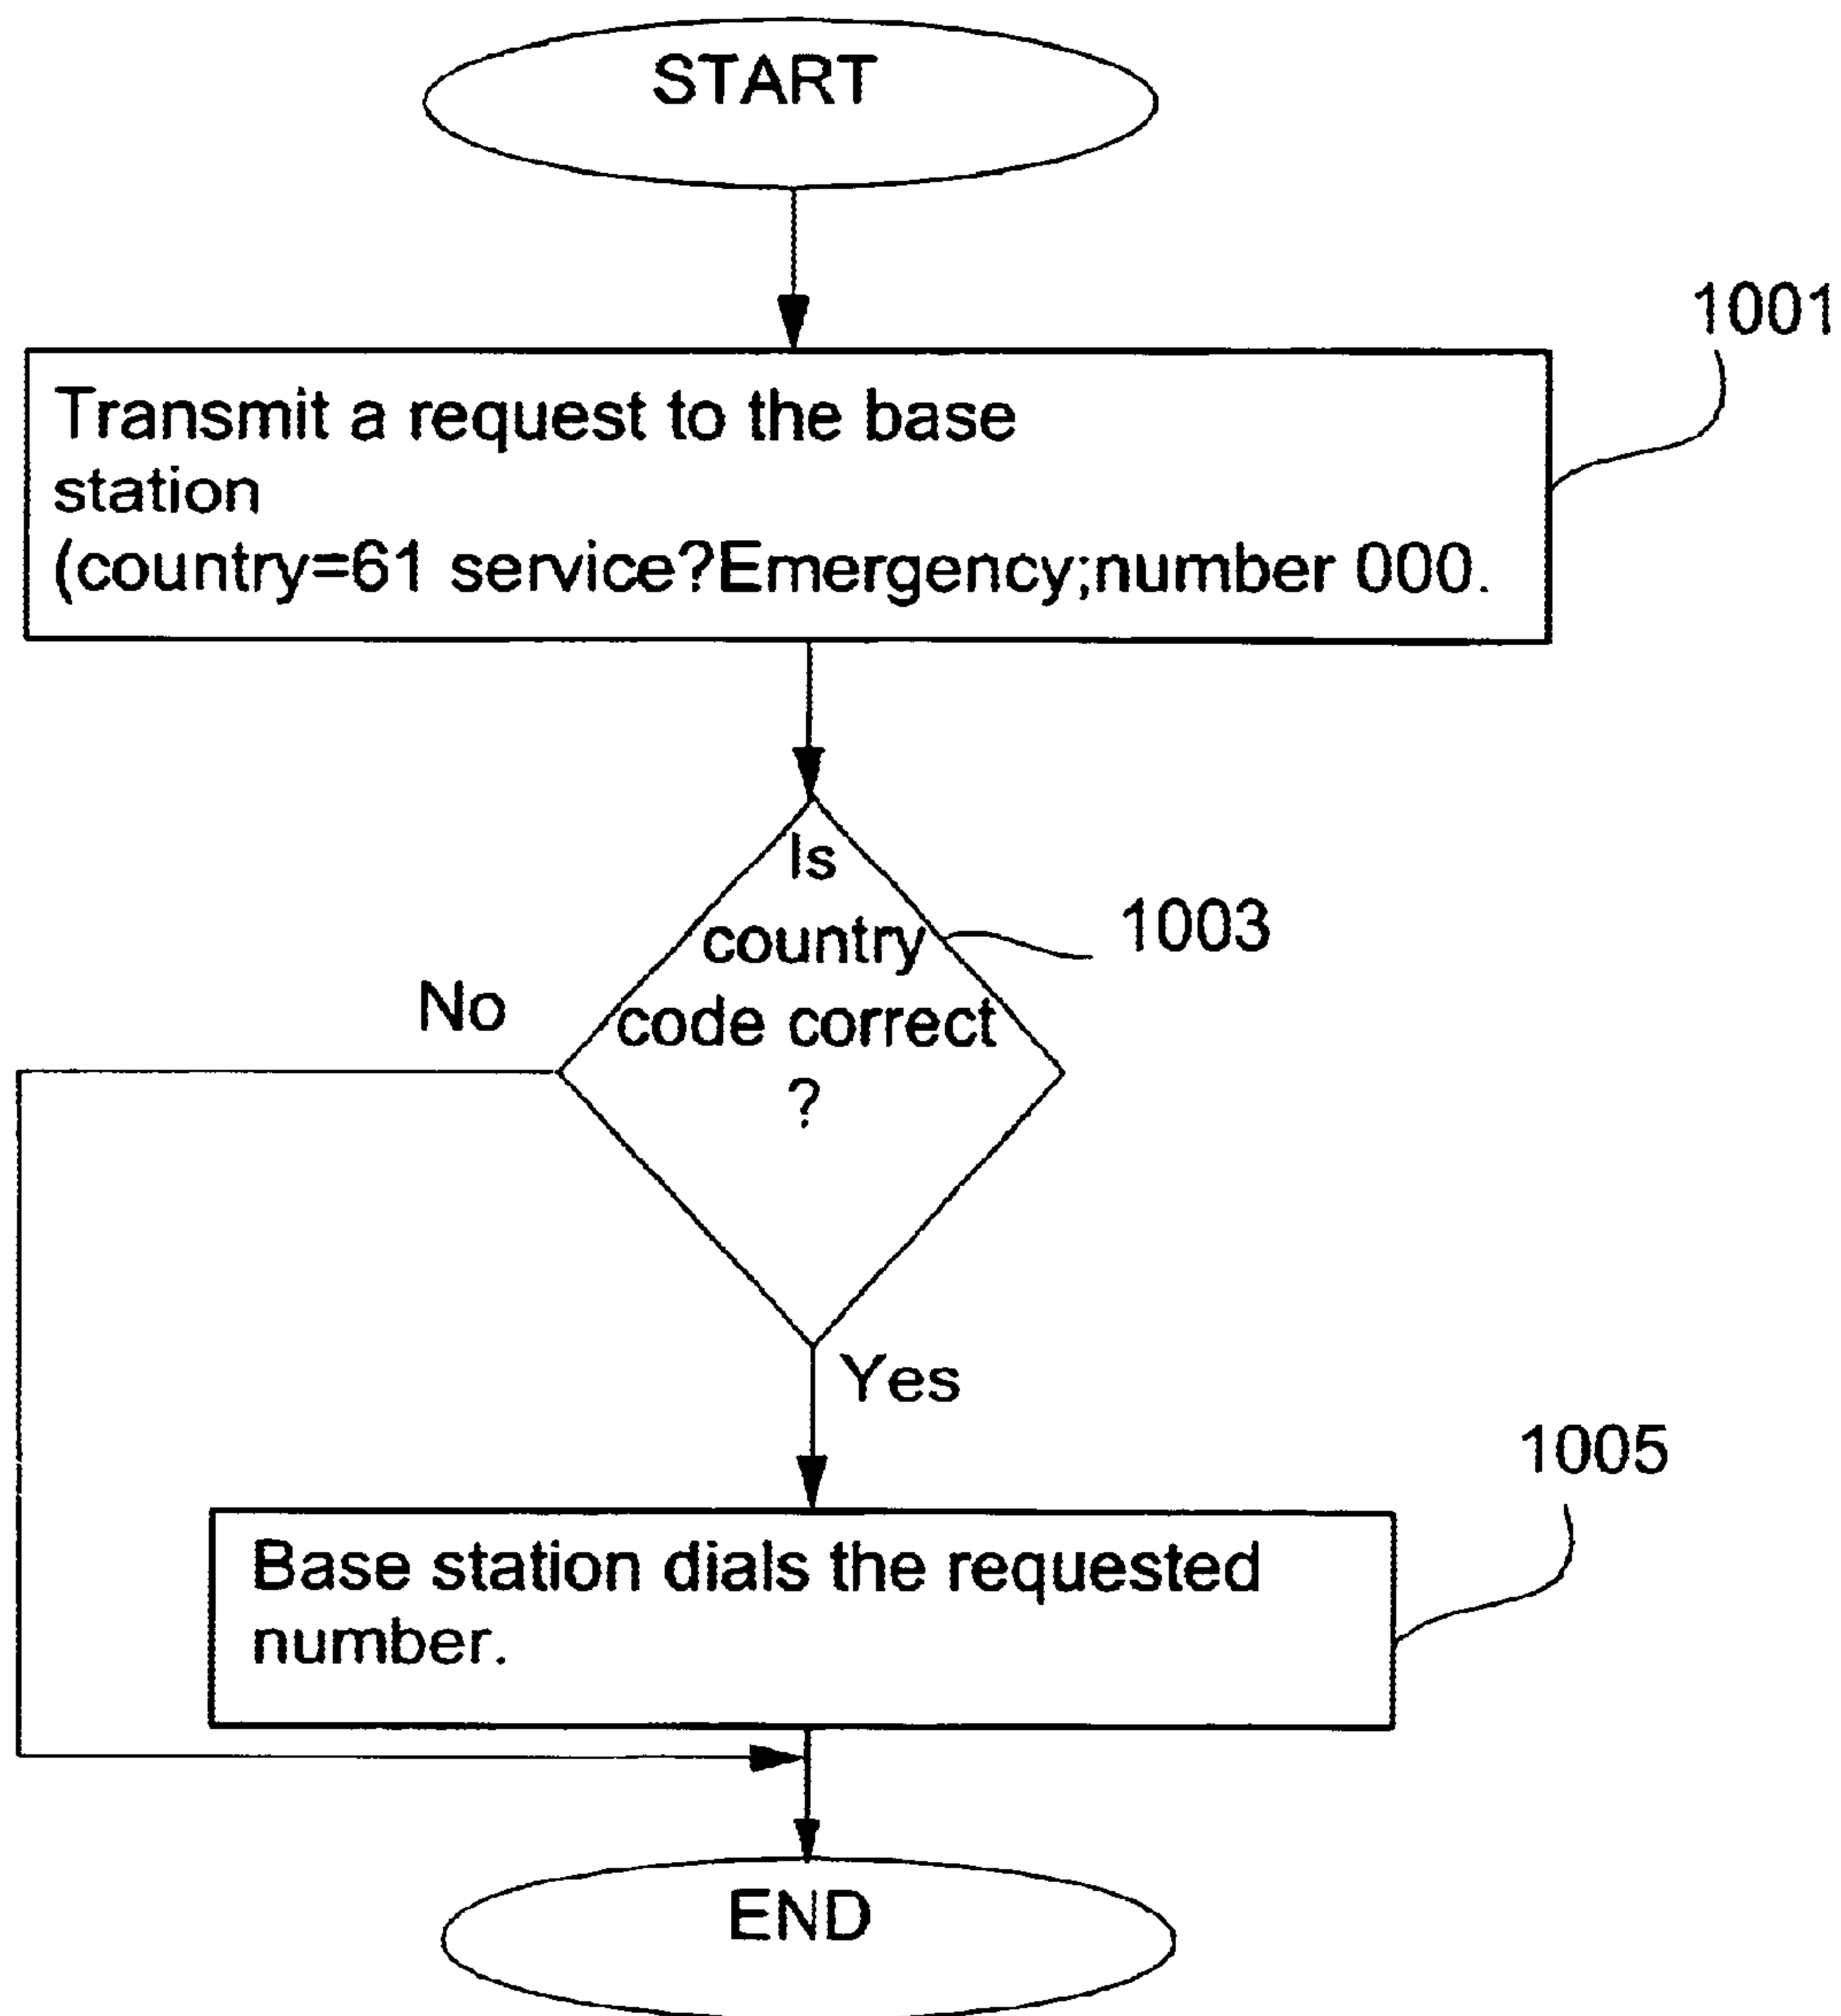 START
1001
Transmit a request to the base
station
(country=61 service?Emergency;number 000.
Is
country
code correct
?
1003
No
Yes
1005
Base station dials the requested
number.
END